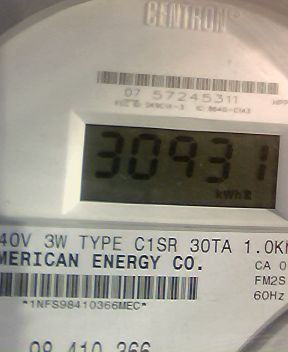 CENTRON®
07 57245311
30931
kWh
40V 3W TYPE C1SR 30TA 1.0K
MERICAN ENERGY CO.
CA 0
FM2S
60Hz
*1NFS98410366MEC*
98 410 366